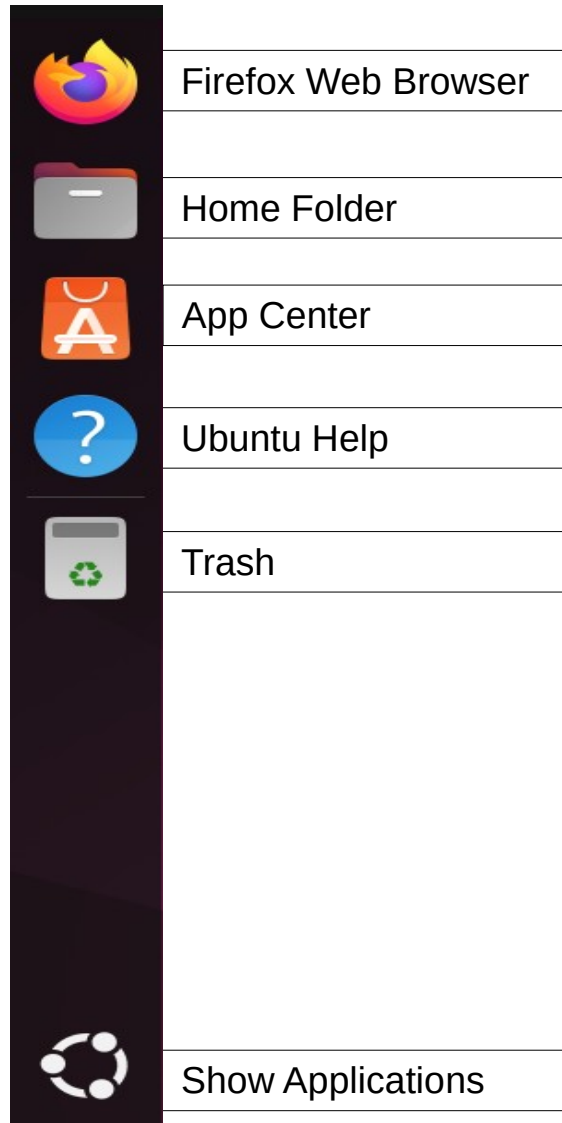 Firefox Web Browser
Home Folder
App Center
Ubuntu Help
?
Trash
Show Applications